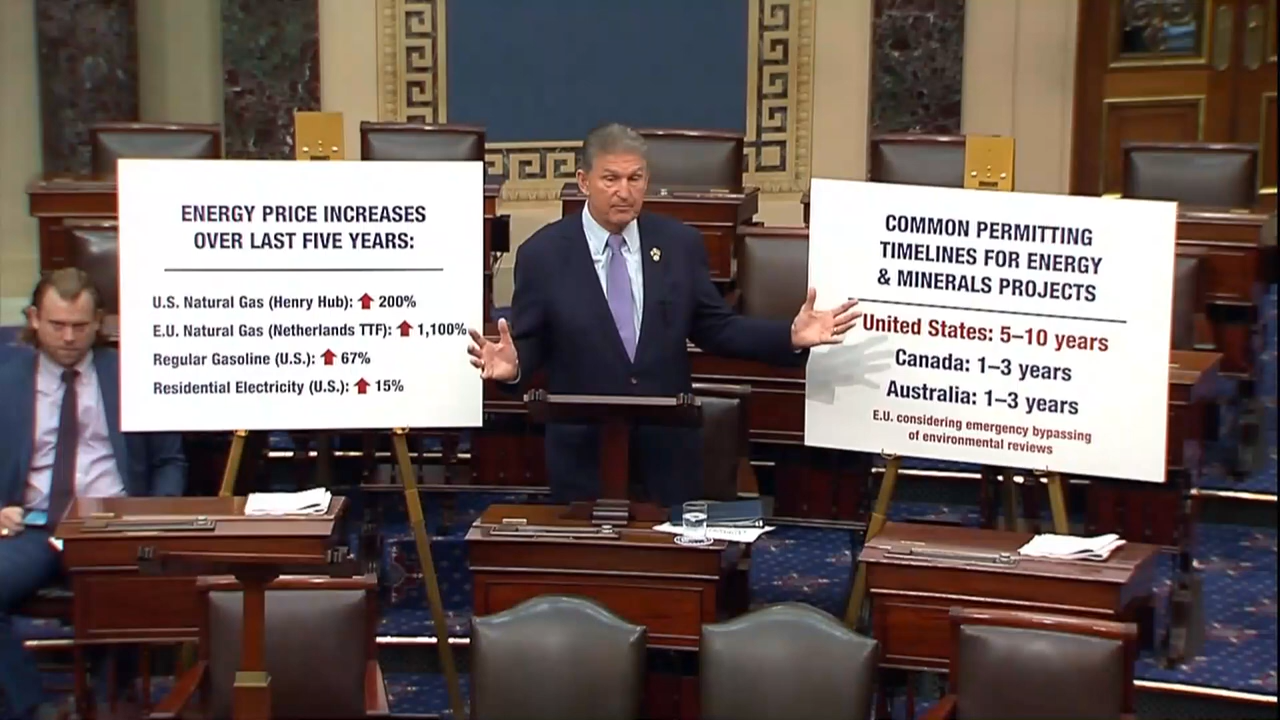 ENERGY PRICE INCREASES
OVER LAST FIVE YEARS:
U.S. Natural Gas (Henry Hub): ⬆ 200%
E.U. Natural Gas (Netherlands TTF): ⬆ 1,100%
Regular Gasoline (U.S.): ⬆ 67%
Residential Electricity (U.S.): ⬆ 15%
COMMON PERMITTING
TIMELINES FOR ENERGY
& MINERALS PROJECTS
United States: 5–10 years
Canada: 1–3 years
Australia: 1–3 years
E.U. considering emergency bypassing
of environmental reviews